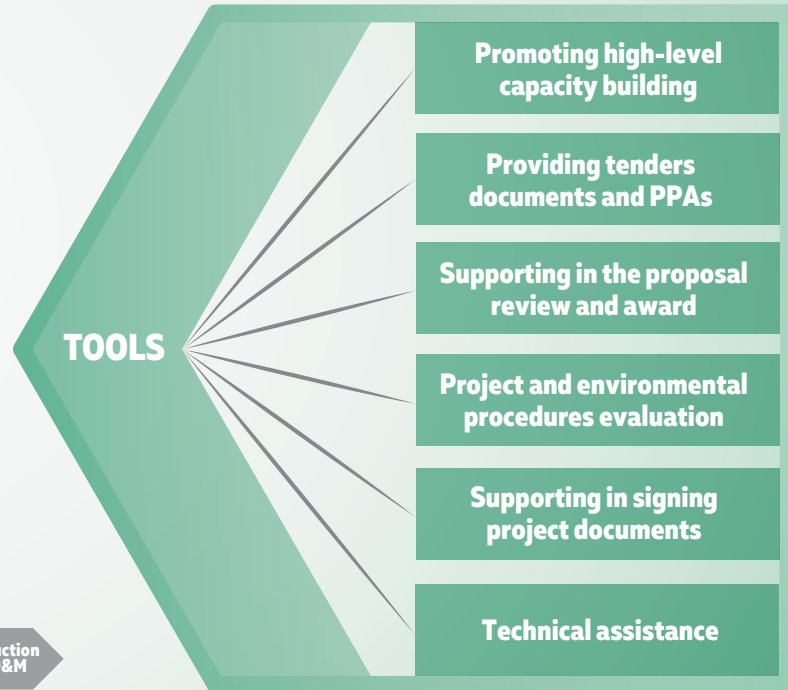 Promoting high-level
capacity building
Providing tenders
documents and PPAs
Supporting in the proposal
review and award
TOOLS
Project and environmental
procedures evaluation
Supporting in signing
project documents
Technical assistance